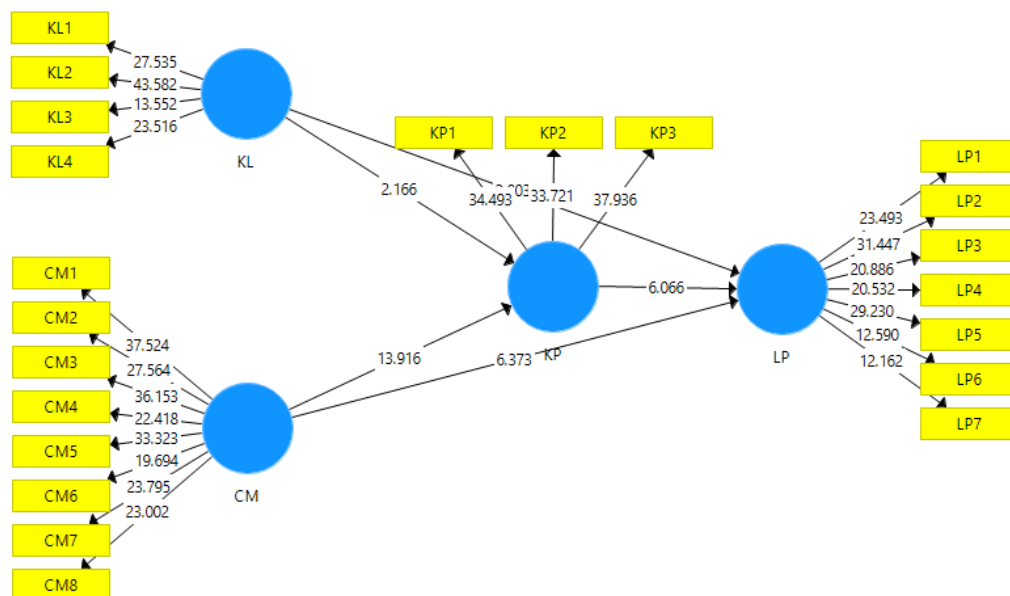 KL1
KL2
KL3
KL4
27.535
43.582
13.552
23.516
KL
KP1
KP2
KP3
34.493
33.721
37.936
2.166
KP
6.066
13.916
6.373
CM1
CM2
CM3
CM4
CM5
CM6
CM7
CM8
37.524
27.564
36.153
22.418
33.323
19.694
23.795
23.002
CM
LP
23.493
31.447
20.886
20.532
29.230
12.590
12.162
LP1
LP2
LP3
LP4
LP5
LP6
LP7